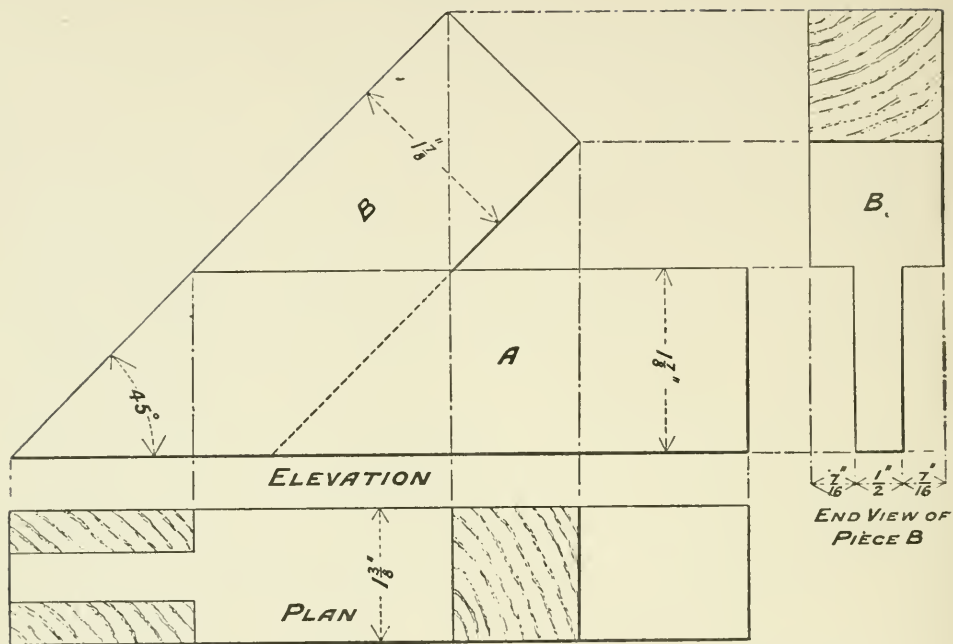 1 7/8"
B
B.
A
1 7/8"
45°
ELEVATION
7/16" 1/2" 7/16"
END VIEW OF
PIECE B
1 3/8"
PLAN